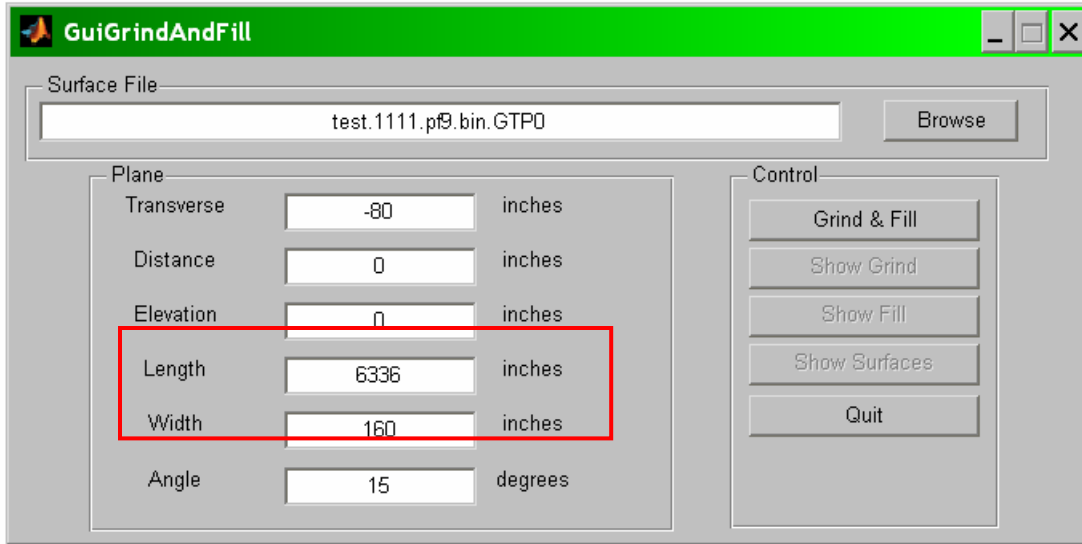 GuiGrindAndFill
Surface File
test.1111.pf9.bin.GTP0
Browse
Plane
Transverse -80 inches
Distance 0 inches
Elevation 0 inches
Length 6336 inches
Width 160 inches
Angle 15 degrees
Control
Grind & Fill
Show Grind
Show Fill
Show Surfaces
Quit